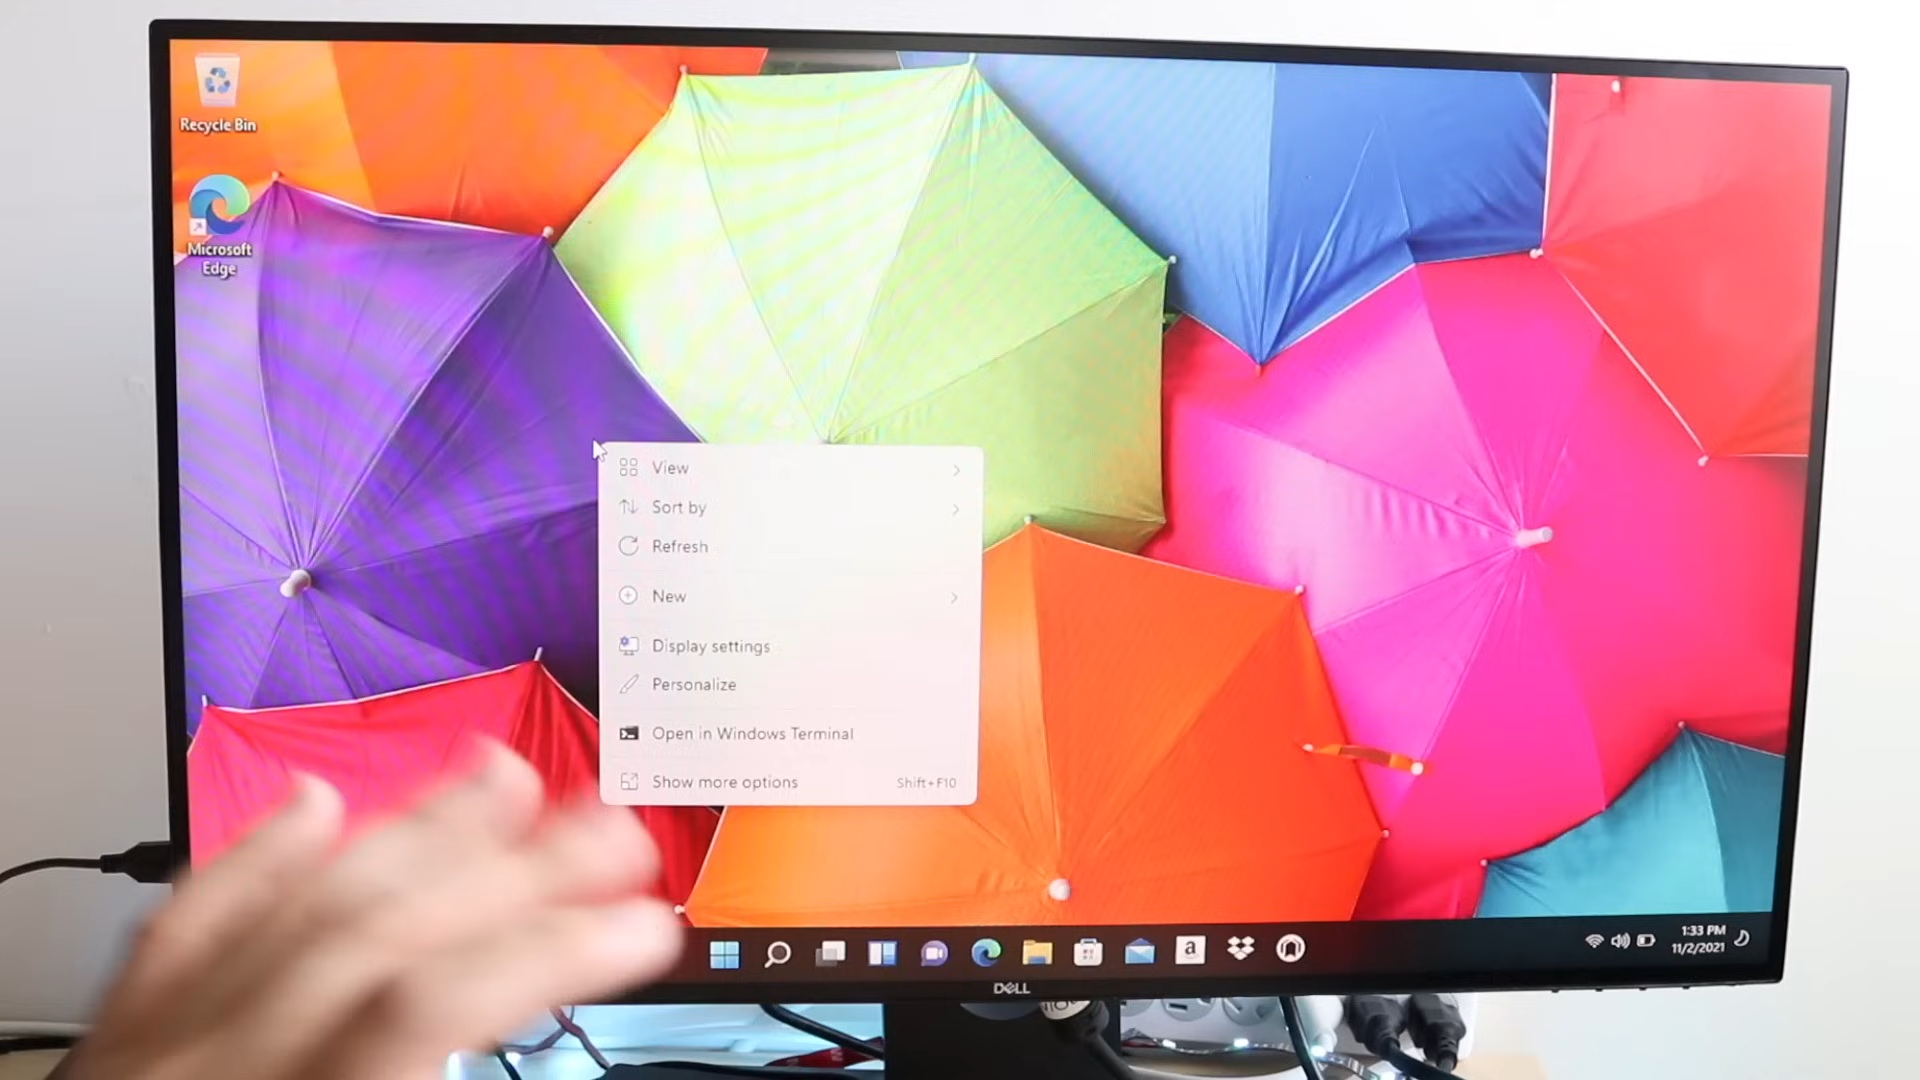 Recycle Bin
Microsoft
Edge
View
Sort by
Refresh
New
Display settings
Personalize
Open in Windows Terminal
Show more options Shift+F10
a
1:33 PM
11/2/2021
DELL